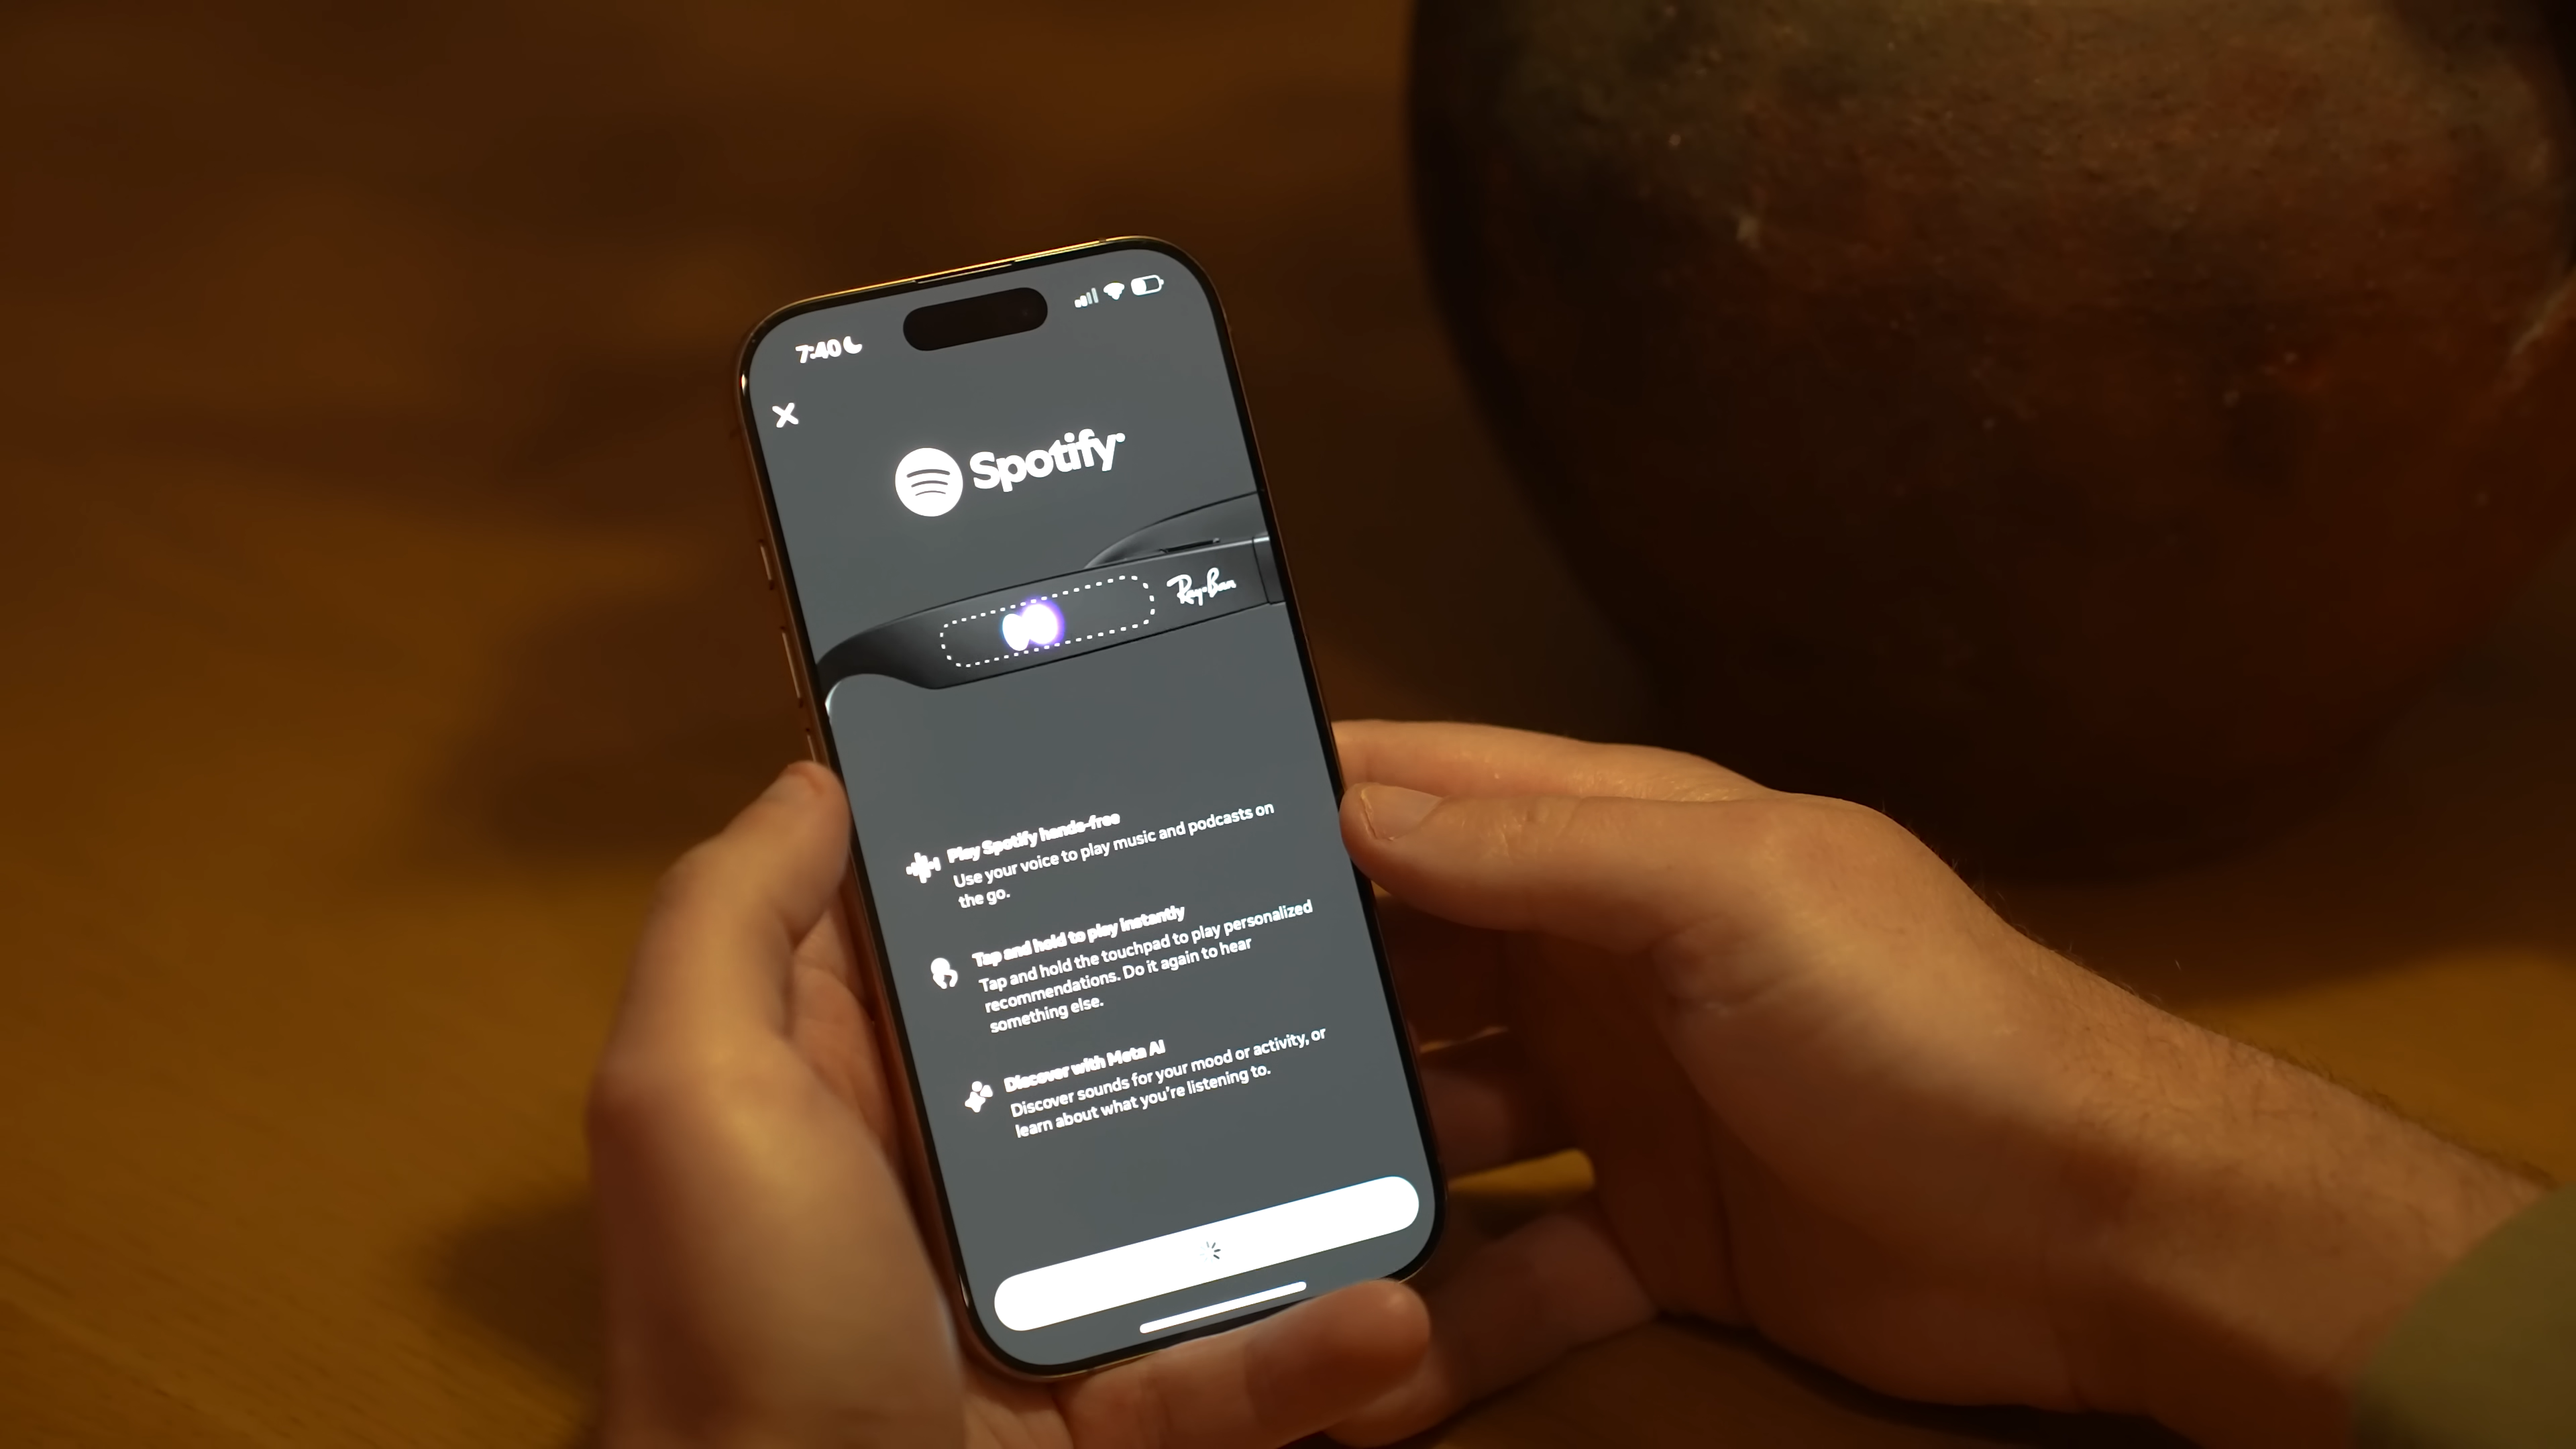 7:40
Spotify
Ray-Ban
Play Spotify hands-free
Use your voice to play music and podcasts on
the go.
Tap and hold to play instantly
Tap and hold the touchpad to play personalized
recommendations. Do it again to hear
something else.
Discover with Meta AI
Discover sounds for your mood or activity, or
learn about what you're listening to.